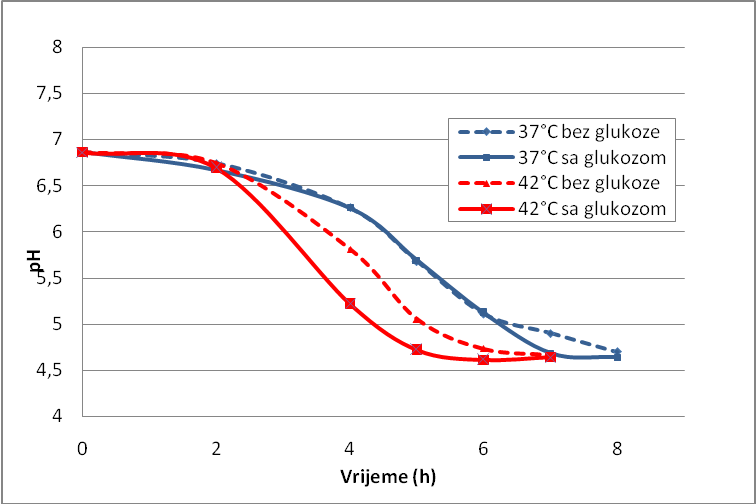 8
7,5
7
6,5
6
5,5
5
4,5
4
pH
37°C bez glukoze
37°C sa glukozom
42°C bez glukoze
42°C sa glukozom
0 2 4 6 8
Vrijeme (h)